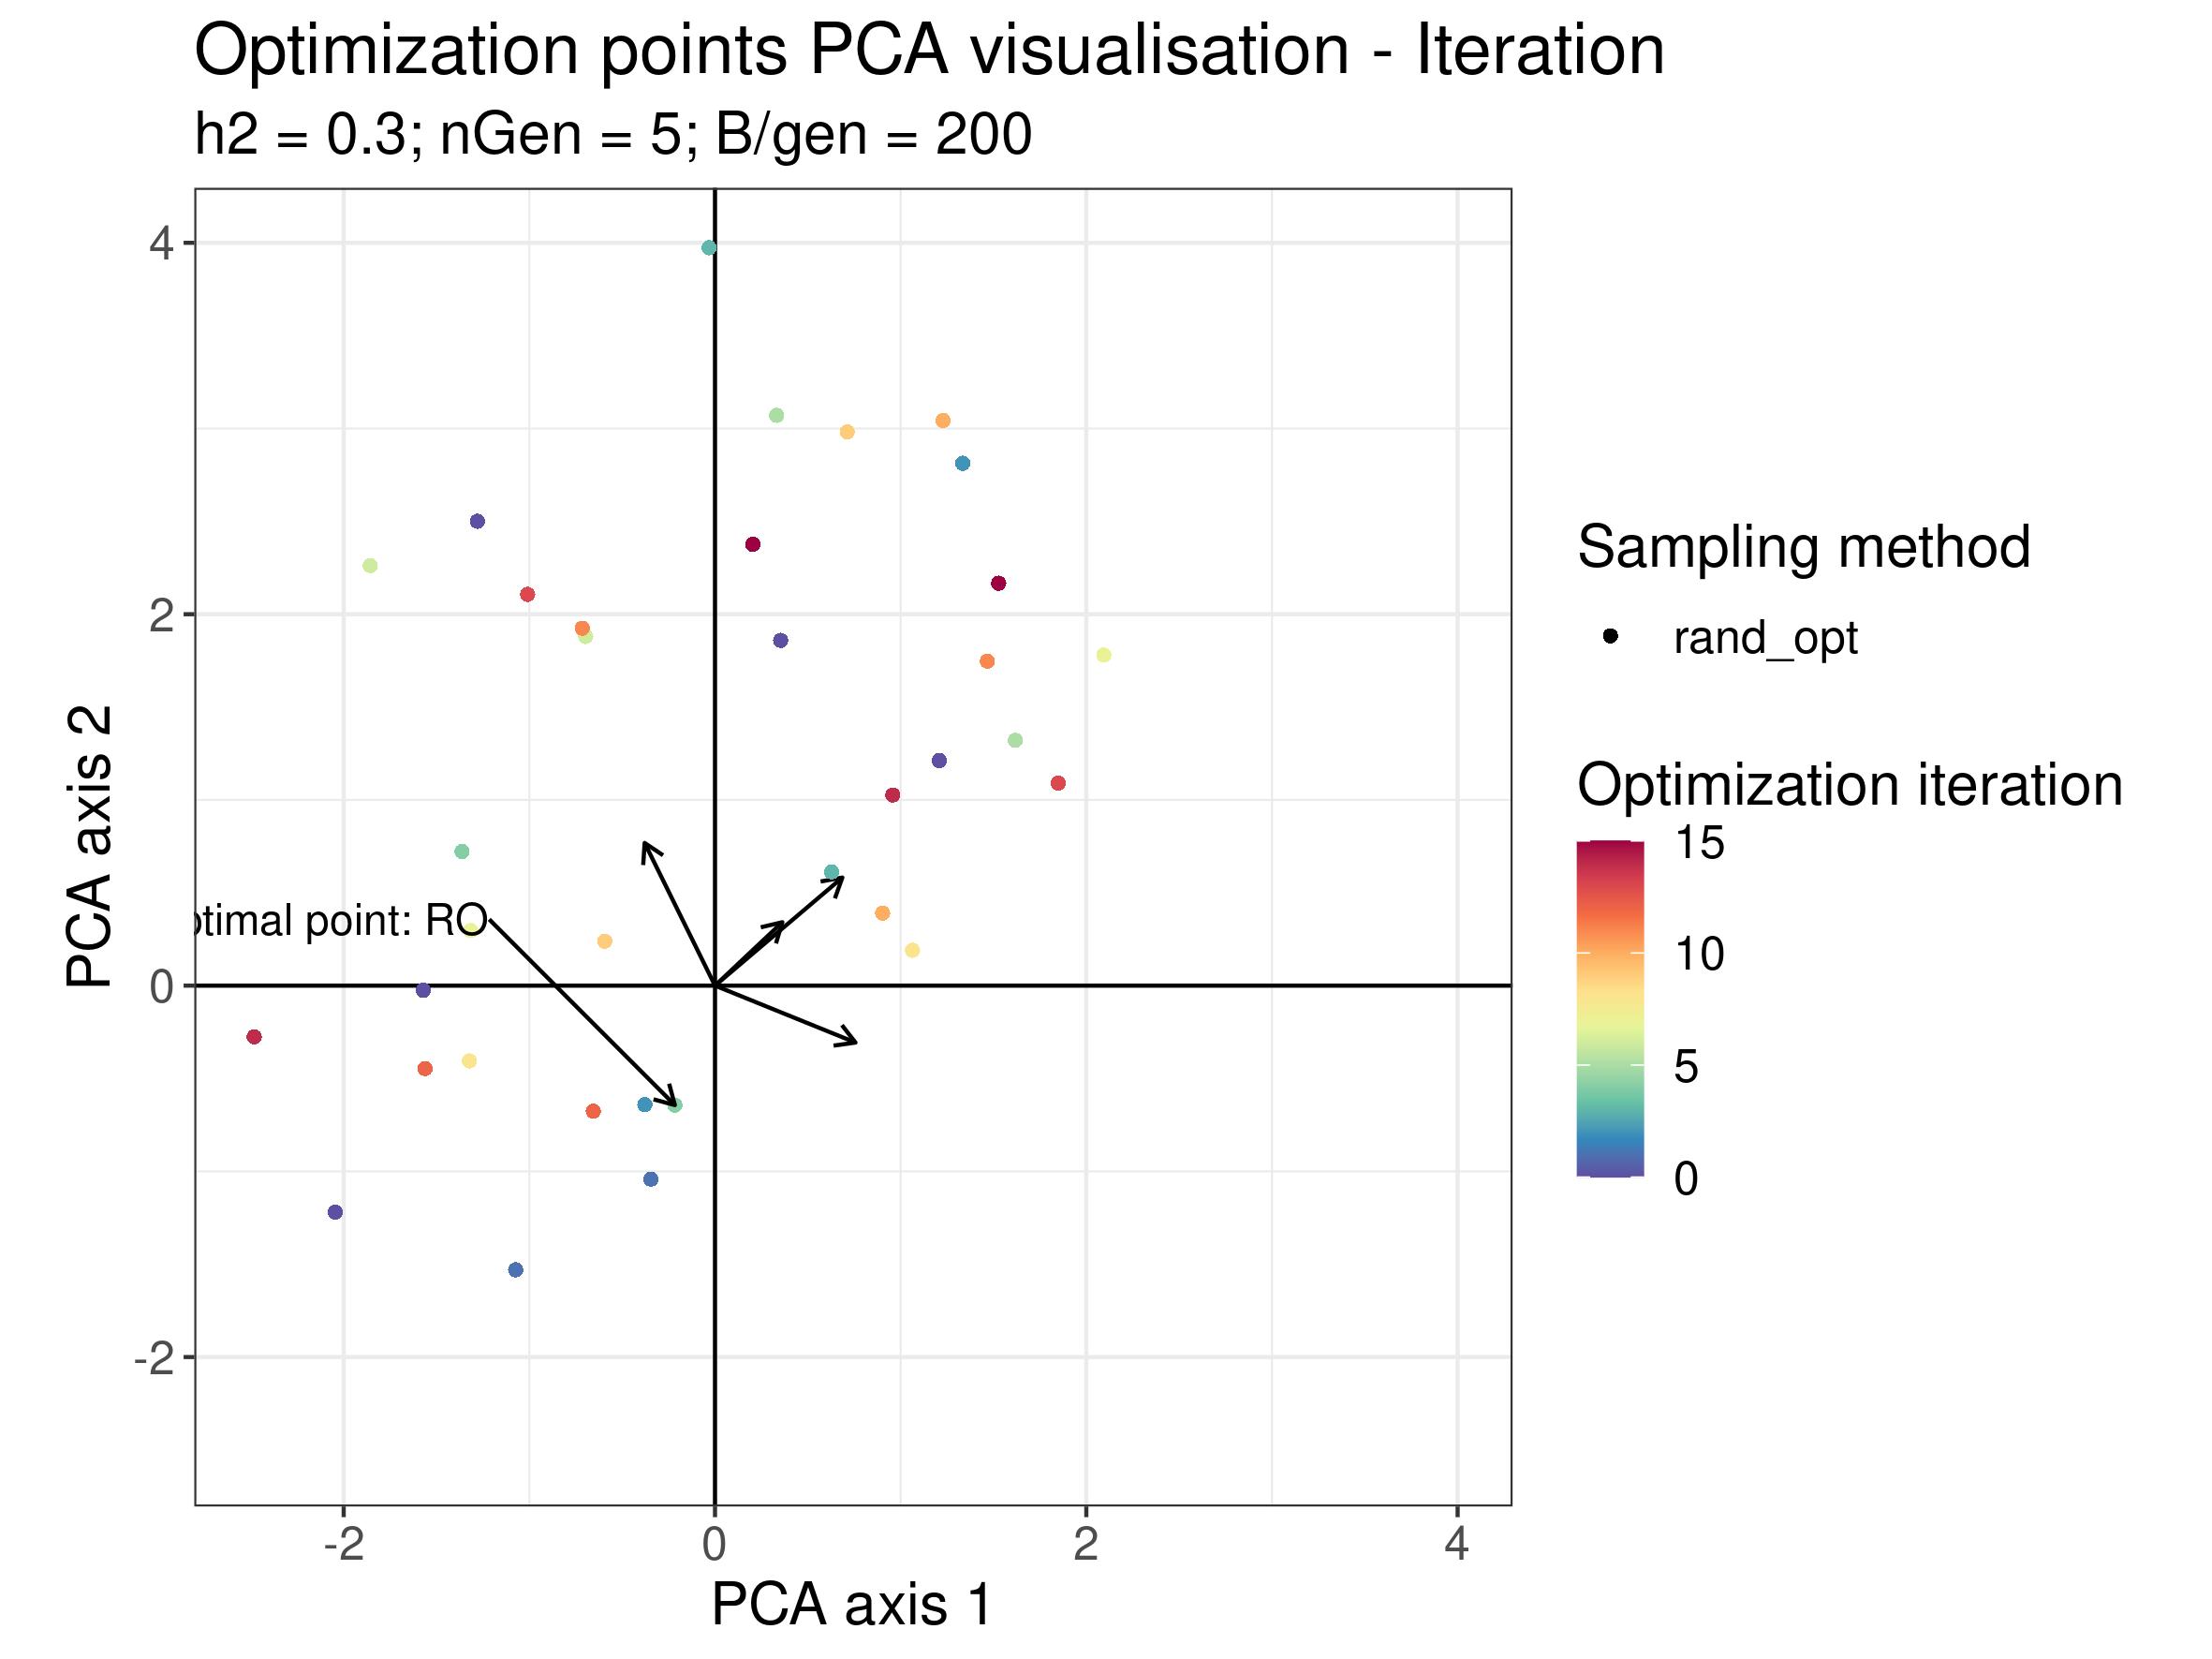 Optimization points PCA visualisation - Iteration
h2 = 0.3; nGen = 5; B/gen = 200
PCA axis 2
4
2
0
-2
point: RO
-2
0
2
4
PCA axis 1
Sampling method
rand_opt
Optimization iteration
15
10
5
0